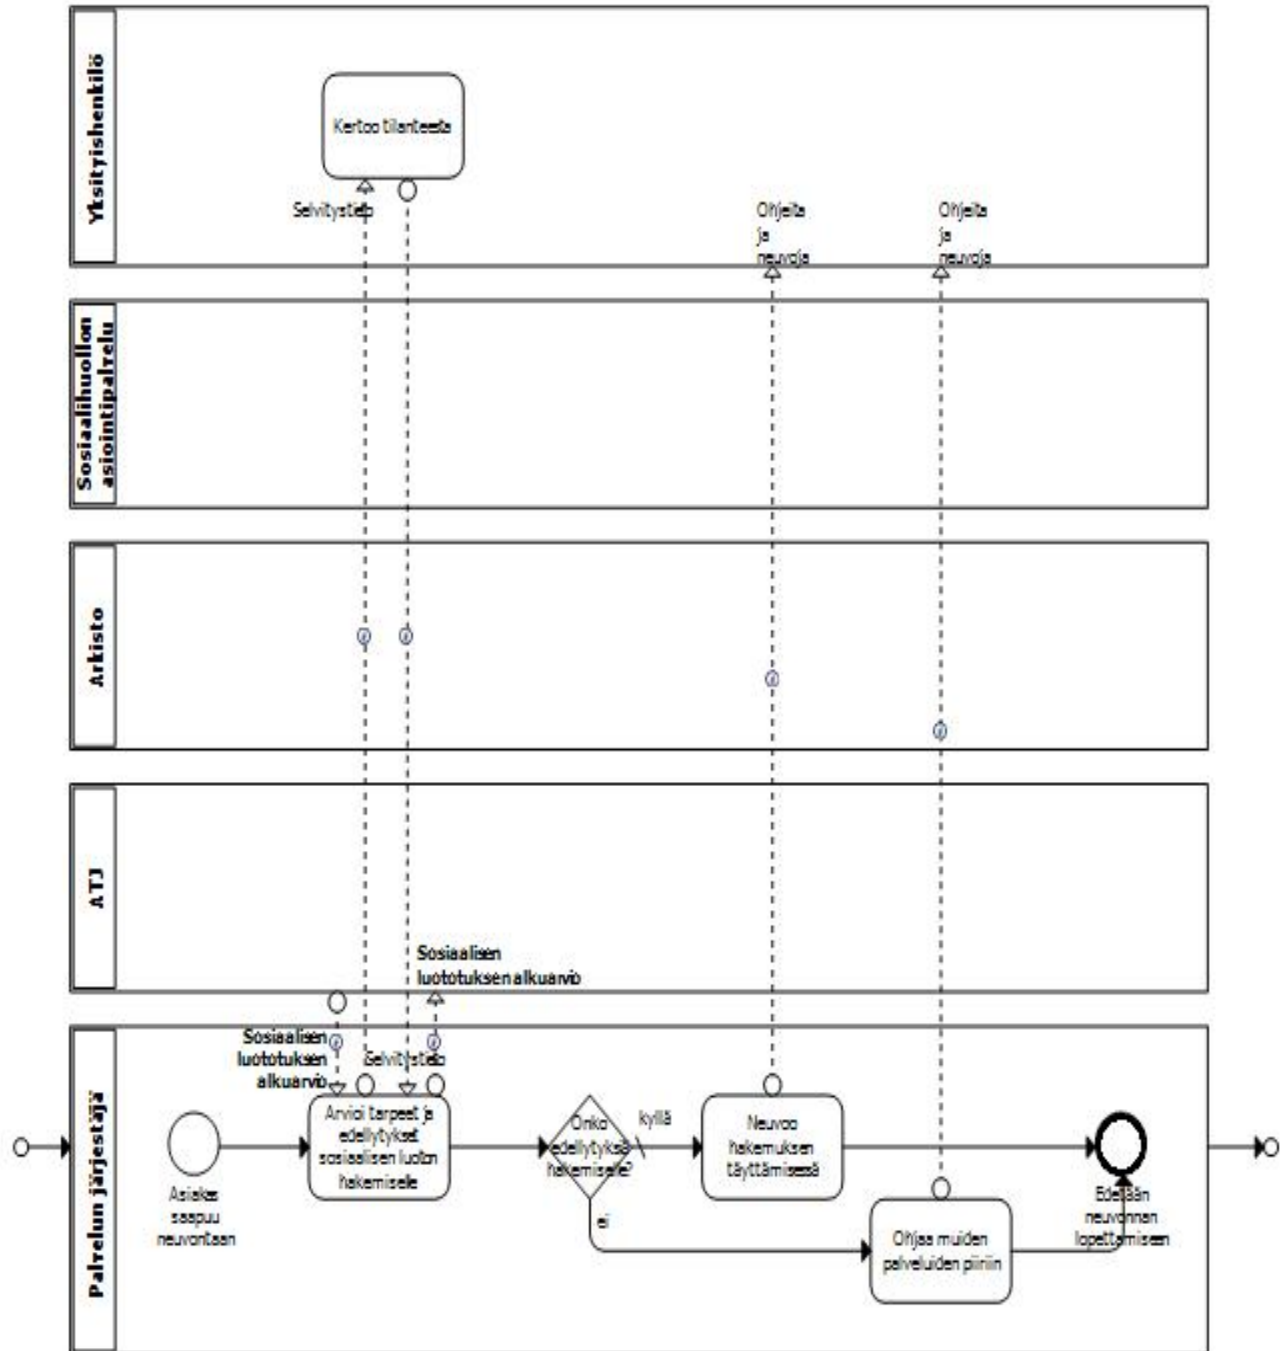 Yksityishenkilö
Kertoo tilanteesta
Selvitystieto
Ohjeita
ja
neuvoja
Ohjeita
ja
neuvoja
Sosiaalihuollon
asiointipalvelu
Arkisto
ATJ
Sosiaalisen
luototuksen alkuarvio
Palvelun järjestäjä
Sosiaalisen
luototuksen
alkuarvio
Selvitystieto
Asiakas
saapuu
neuvontaan
Arvioi tarpeet ja
edellytykset
sosiaalisen luoton
hakemiselle
Onko
edellytyksiä
hakemiselle?
kyllä
ei
Neuvoo
hakemuksen
täyttämisessä
Ohjaa muiden
palveluiden piiriin
Edetään
neuvonnan
lopettamiseen